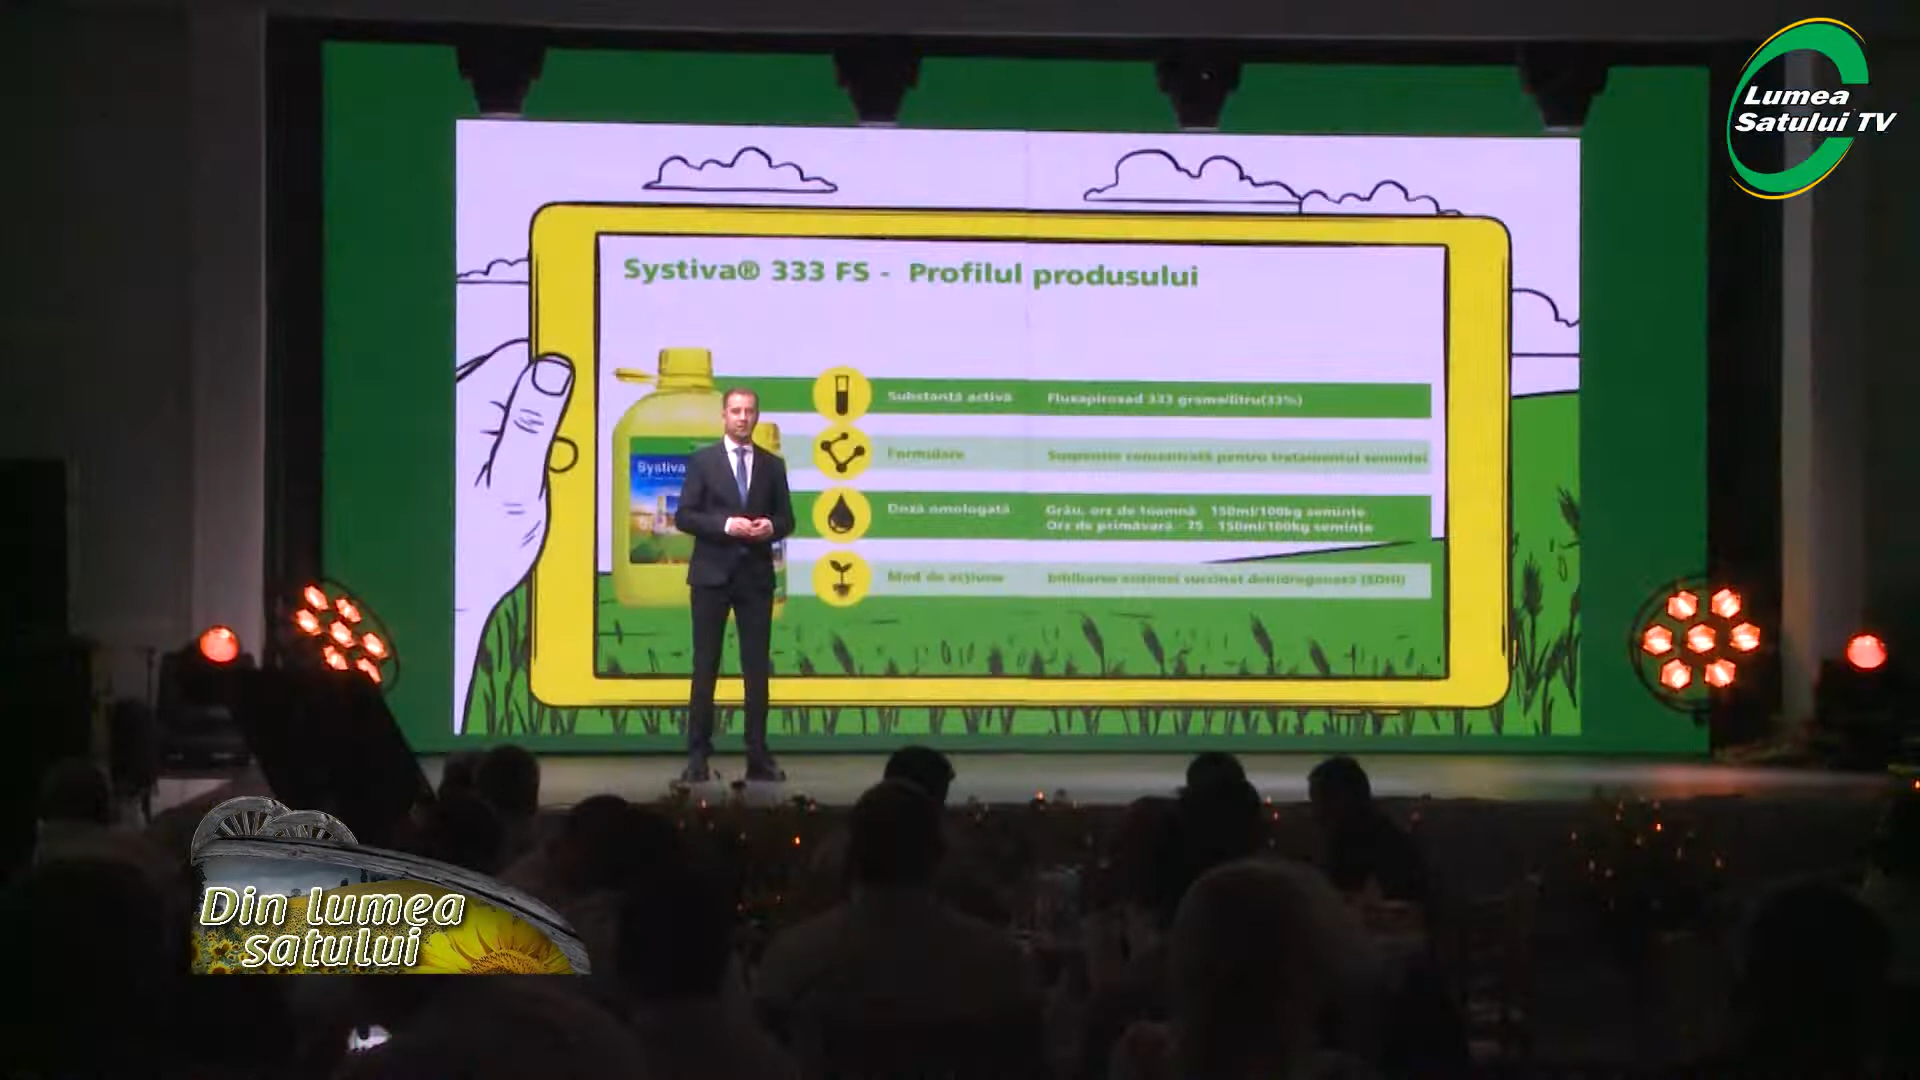 Lumea
Satului TV
Systiva® 333 FS - Profilul produsului
Substanță activă Fluxapiroxad 333 grame/litru(33%)
Formulare Suspensie concentrată pentru tratamentul semințel
Systiva
Doză omologată Grâu, orz de toamnă 150ml/100kg semințe
Orz de primăvară - 75 - 150ml/100kg semințe
Mod de acțiune Inhibarea enzimei succinat dehidrogenaza (SDHI)
Din lumea
satului